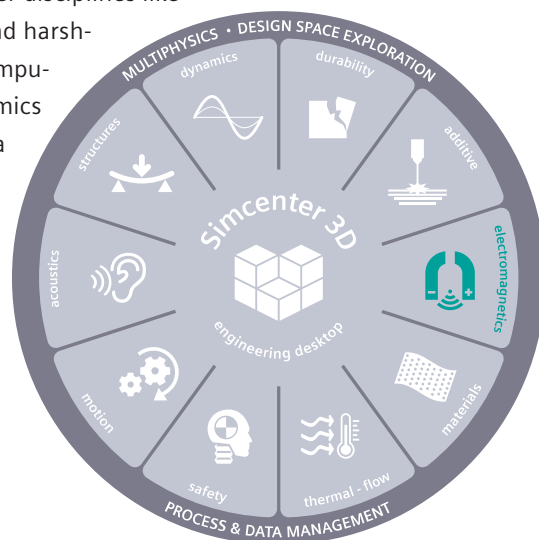 disciplines like
nd harsh-
mpu-
mics
a
MULTIPHYSICS • DESIGN SPACE EXPLORATION
dynamics
durability
structures
additive
acoustics
electromagnetics
Simcenter 3D
engineering desktop
motion
materials
safety
thermal - flow
PROCESS & DATA MANAGEMENT